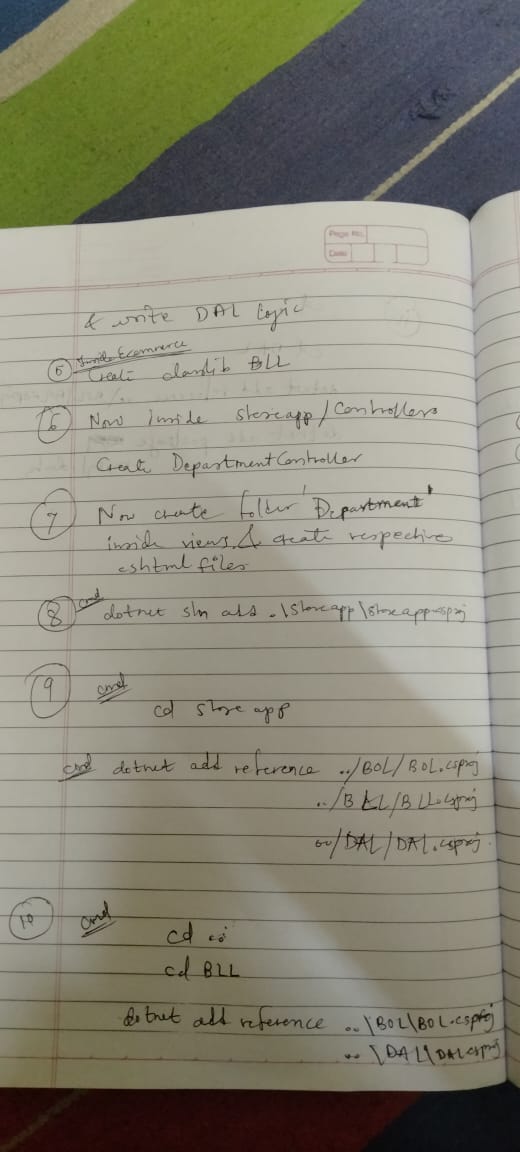 Page No.
Date
& write DAL logic
Inside Ecommerce
5 Create classlib BLL
6 Now inside storeapp/Controllers
Create DepartmentController
7 Now create folder 'Department'
inside views & create respective
cshtml files
8 cmd dotnet sln add .\storeapp\storeapp.csproj
9 cmd
cd storeapp
cmd dotnet add reference ../BOL/BOL.csproj
../BLL/BLL.csproj
../DAL/DAL.csproj
10 cmd
cd ..
cd BLL
dotnet add reference ..\BOL\BOL.csproj
..\DAL\DAL.csproj